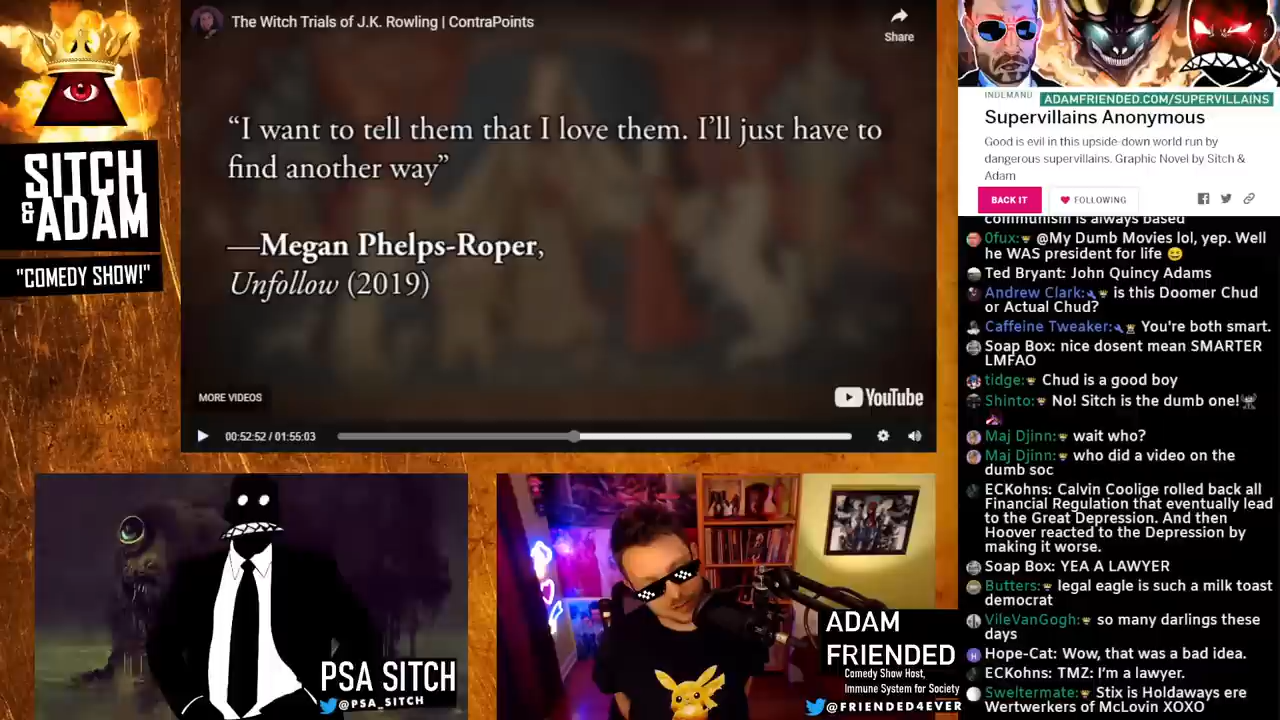 The Witch Trials of J.K. Rowling | ContraPoints
Share
“I want to tell them that I love them. I’ll just have to
find another way”
—Megan Phelps-Roper,
Unfollow (2019)
MORE VIDEOS
YouTube
00:52:52 / 01:55:03
SITCH
& ADAM
"COMEDY SHOW!"
PSA SITCH
@PSA_SITCH
ADAM
FRIENDED
Comedy Show Host,
Immune System for Society
@FRIENDED4EVER
INDEMAND
ADAMFRIENDED.COM/SUPERVILLAINS
Supervillains Anonymous
Good is evil in this upside-down world run by
dangerous supervillains. Graphic Novel by Sitch &
Adam
BACK IT
FOLLOWING
communism is always based
0fux: @My Dumb Movies lol, yep. Well
he WAS president for life 😅
Ted Bryant: John Quincy Adams
Andrew Clark: is this Doomer Chud
or Actual Chud?
Caffeine Tweaker: You're both smart.
Soap Box: nice dosent mean SMARTER
LMFAO
tidge: Chud is a good boy
Shinto: No! Sitch is the dumb one!
Maj Djinn: wait who?
Maj Djinn: who did a video on the
dumb soc
ECKohns: Calvin Coolige rolled back all
Financial Regulation that eventually lead
to the Great Depression. And then
Hoover reacted to the Depression by
making it worse.
Soap Box: YEA A LAWYER
Butters: legal eagle is such a milk toast
democrat
VileVanGogh: so many darlings these
days
Hope-Cat: Wow, that was a bad idea.
ECKohns: TMZ: I’m a lawyer.
Sweltermate: Stix is Holdaways ere
Wertwerkers of McLovin XOXO